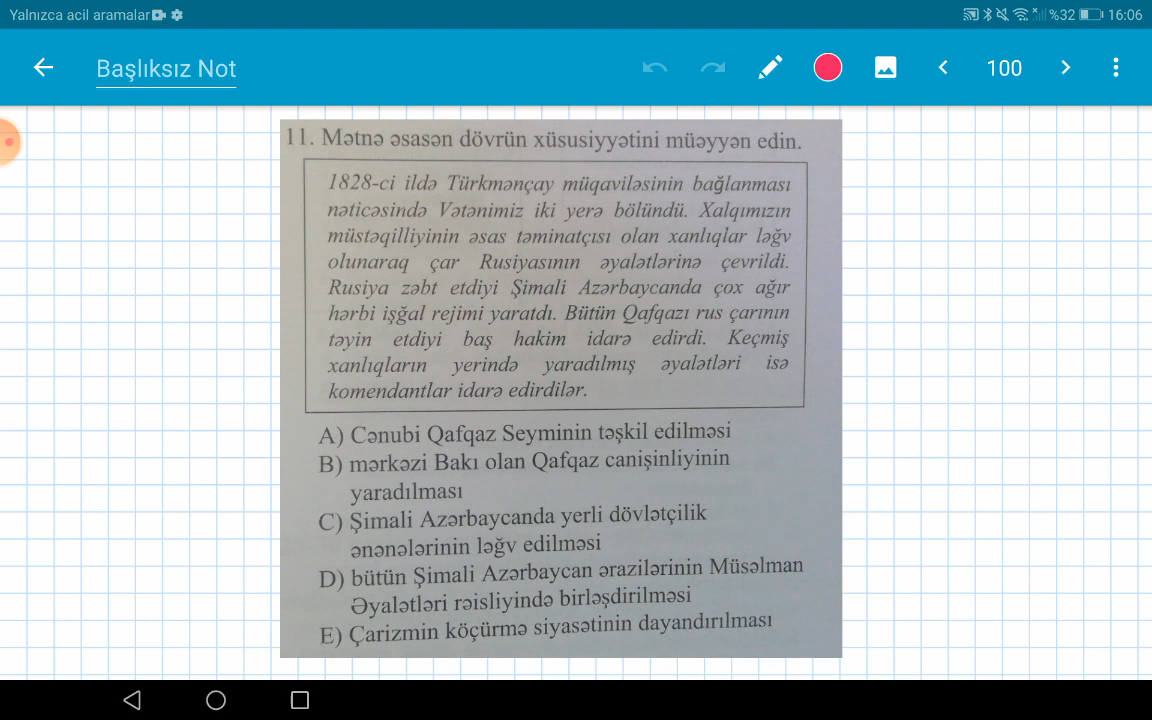 Yalnızca acil aramalar
%32 16:06
Başlıksız Not
100
11. Mətnə əsasən dövrün xüsusiyyətini müəyyən edin.
1828-ci ildə Türkmənçay müqaviləsinin bağlanması
nəticəsində Vətənimiz iki yerə bölündü. Xalqımızın
müstəqilliyinin əsas təminatçısı olan xanlıqlar ləğv
olunaraq çar Rusiyasının əyalətlərinə çevrildi.
Rusiya zəbt etdiyi Şimali Azərbaycanda çox ağır
hərbi işğal rejimi yaratdı. Bütün Qafqazı rus çarının
təyin etdiyi baş hakim idarə edirdi. Keçmiş
xanlıqların yerində yaradılmış əyalətləri isə
komendantlar idarə edirdilər.
A) Cənubi Qafqaz Seyminin təşkil edilməsi
B) mərkəzi Bakı olan Qafqaz canişinliyinin
yaradılması
C) Şimali Azərbaycanda yerli dövlətçilik
ənənələrinin ləğv edilməsi
D) bütün Şimali Azərbaycan ərazilərinin Müsəlman
Əyalətləri rəisliyində birləşdirilməsi
E) Çarizmin köçürmə siyasətinin dayandırılması